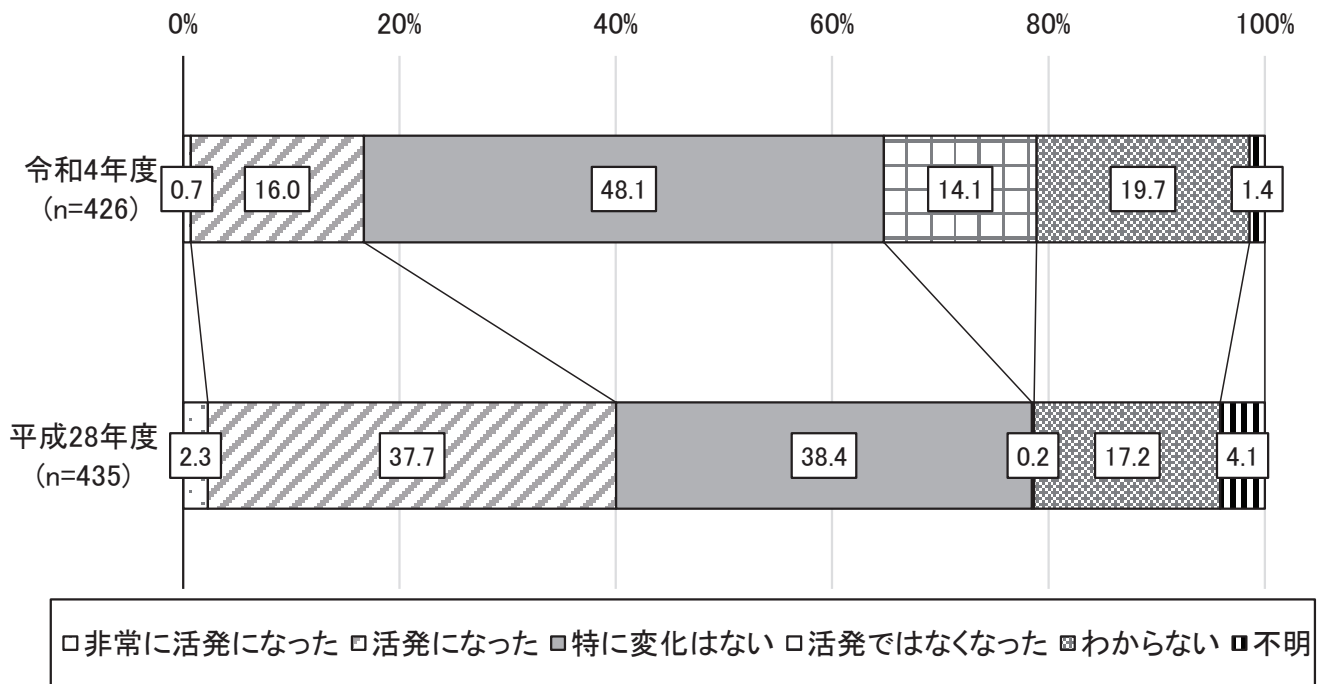 0% 20% 40% 60% 80% 100%
令和4年度
(n=426)
0.7 16.0 48.1 14.1 19.7 1.4
平成28年度
(n=435)
2.3 37.7 38.4 0.2 17.2 4.1
非常に活発になった 活発になった 特に変化はない 活発ではなくなった わからない 不明